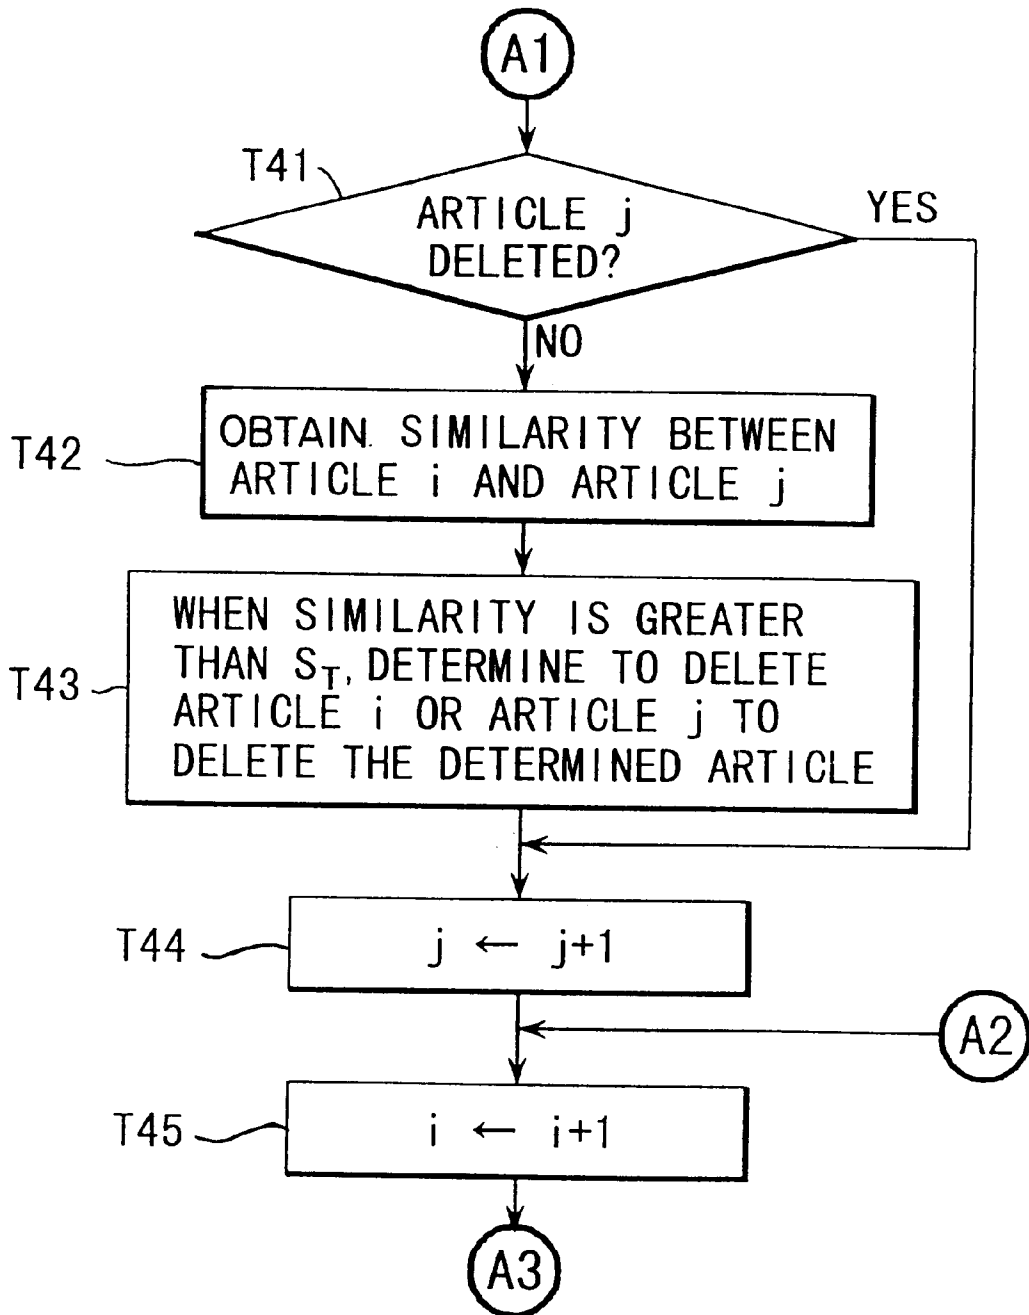 A1
T41
ARTICLE j
DELETED?
YES
NO
T42
OBTAIN. SIMILARITY BETWEEN
ARTICLE i AND ARTICLE j
T43
WHEN SIMILARITY IS GREATER
THAN S_T, DETERMINE TO DELETE
ARTICLE i OR ARTICLE j TO
DELETE THE DETERMINED ARTICLE
T44
j ← j+1
A2
T45
i ← i+1
A3